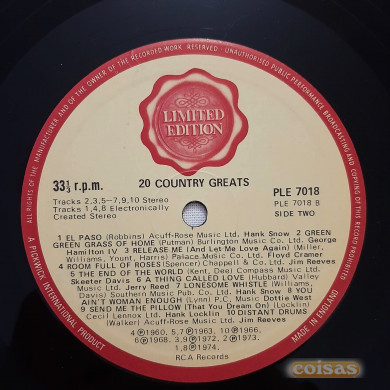 ALL RIGHTS OF THE MANUFACTURER AND OF THE OWNER OF THE RECORDED WORK RESERVED · UNAUTHORISED PUBLIC PERFORMANCE BROADCASTING AND COPYING OF THIS RECORD PROHIBITED
LIMITED
EDITION
33⅓ r.p.m.
20 COUNTRY GREATS
PLE 7018
Tracks 2,3,5-7,9,10 Stereo
Tracks 1,4,8 Electronically
Created Stereo
PLE 7018 B
SIDE TWO
1 EL PASO (Robbins) Acuff-Rose Music Ltd. Hank Snow 2 GREEN
GREEN GRASS OF HOME (Putman) Burlington Music Co. Ltd. George
Hamilton IV 3 RELEASE ME (And Let Me Love Again) (Miller,
Williams, Yount, Harris) Palace Music Co. Ltd. Floyd Cramer
4 ROOM FULL OF ROSES (Spencer) Chappell & Co. Ltd. Jim Reeves
5 THE END OF THE WORLD (Kent, Dee) Compass Music Ltd.
Skeeter Davis 6 A THING CALLED LOVE (Hubbard) Valley
Music Ltd. Jerry Reed 7 LONESOME WHISTLE (Williams,
Davis) Southern Music Pub. Co. Ltd. Hank Snow 8 YOU
AIN'T WOMAN ENOUGH (Lynn) P.C. Music Dottie West
9 SEND ME THE PILLOW (That You Dream On) (Locklin)
Cecil Lennox Ltd. Hank Locklin 10 DISTANT DRUMS
(Walker) Acuff-Rose Music Ltd. Jim Reeves
4 ℗ 1960, 5,7 ℗ 1963, 10 ℗ 1966,
6 ℗ 1968, 3,9 ℗ 1972, 2 ℗ 1973,
1,8 ℗ 1974,
RCA Records
A PICKWICK INTERNATIONAL RECORD
MADE IN ENGLAND
coisas